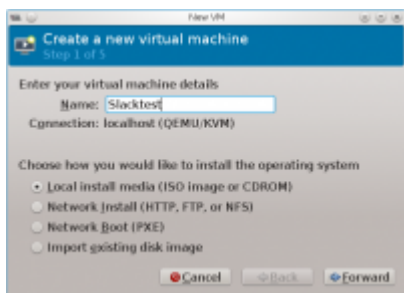 New VM
Create a new virtual machine
Step 1 of 5
Enter your virtual machine details
Name: Slacktest
Connection: localhost (QEMU/KVM)
Choose how you would like to install the operating system
Local install media (ISO image or CDROM)
Network Install (HTTP, FTP, or NFS)
Network Boot (PXE)
Import existing disk image
Cancel Back Forward